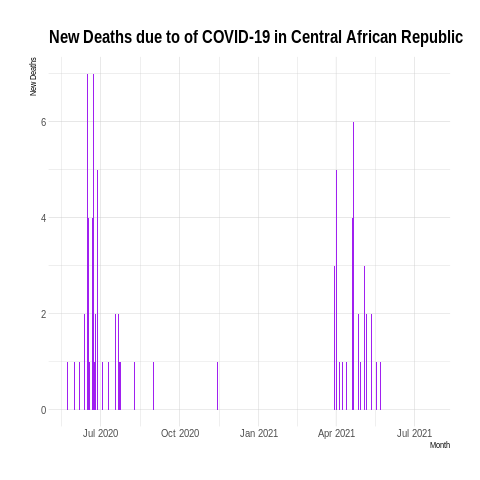 New Deaths due to of COVID-19 in Central African Republic
New Deaths
6
4
2
0
Jul 2020 Oct 2020 Jan 2021 Apr 2021 Jul 2021
Month